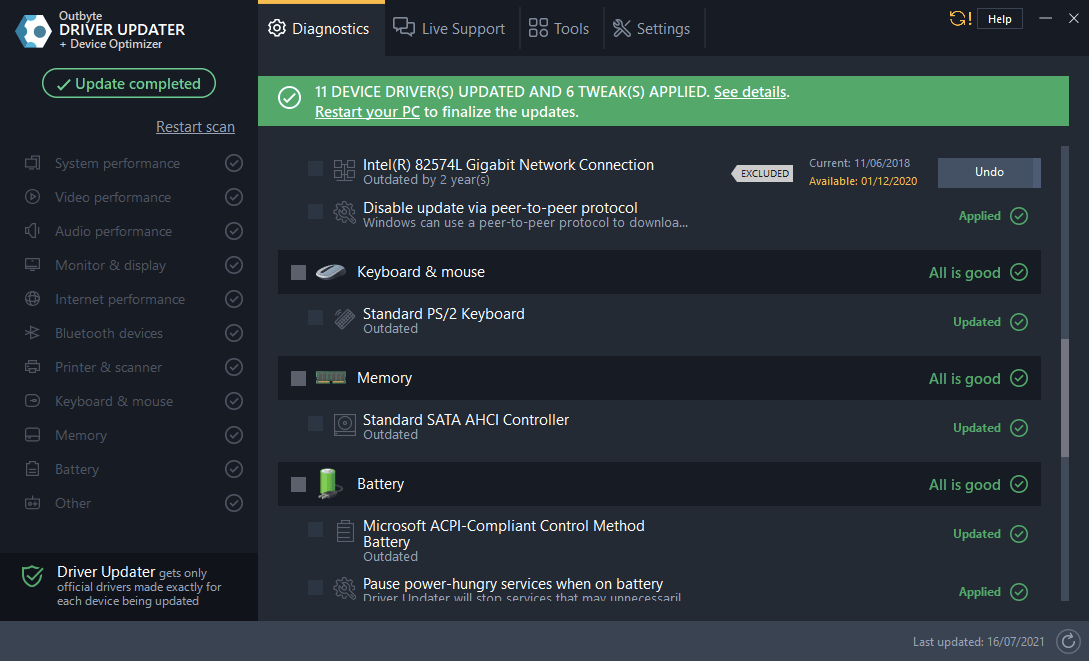 Outbyte
DRIVER UPDATER
+ Device Optimizer
Diagnostics
Live Support
Tools
Settings
Help
Update completed
Restart scan
System performance
Video performance
Audio performance
Monitor & display
Internet performance
Bluetooth devices
Printer & scanner
Keyboard & mouse
Memory
Battery
Other
Driver Updater gets only
official drivers made exactly for
each device being updated
11 DEVICE DRIVER(S) UPDATED AND 6 TWEAK(S) APPLIED. See details.
Restart your PC to finalize the updates.
Intel(R) 82574L Gigabit Network Connection
Outdated by 2 year(s)
EXCLUDED
Current: 11/06/2018
Available: 01/12/2020
Undo
Disable update via peer-to-peer protocol
Windows can use a peer-to-peer protocol to downloa...
Applied
Keyboard & mouse
All is good
Standard PS/2 Keyboard
Outdated
Updated
Memory
All is good
Standard SATA AHCI Controller
Outdated
Updated
Battery
All is good
Microsoft ACPI-Compliant Control Method
Battery
Outdated
Updated
Pause power-hungry services when on battery
Driver Updater will stop services that may unnecessaril
Applied
Last updated: 16/07/2021